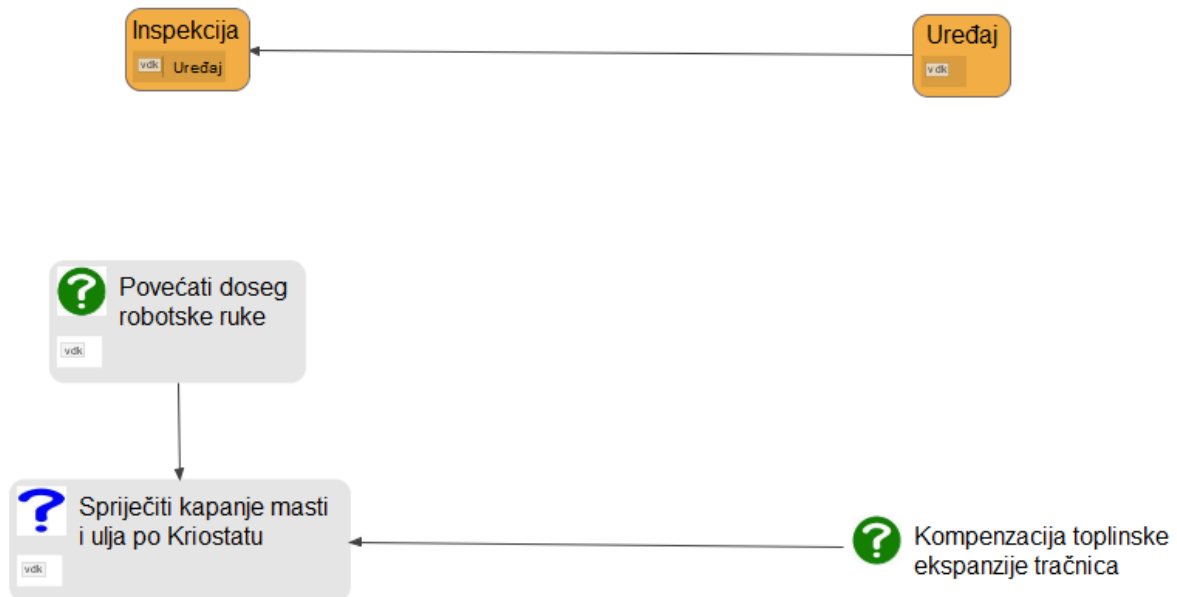 Inspekcija
vdk Uređaj
Uređaj
vdk
Povećati doseg
robotske ruke
vdk
Spriječiti kapanje masti
i ulja po Kriostatu
vdk
Kompenzacija toplinske
ekspanzije tračnica